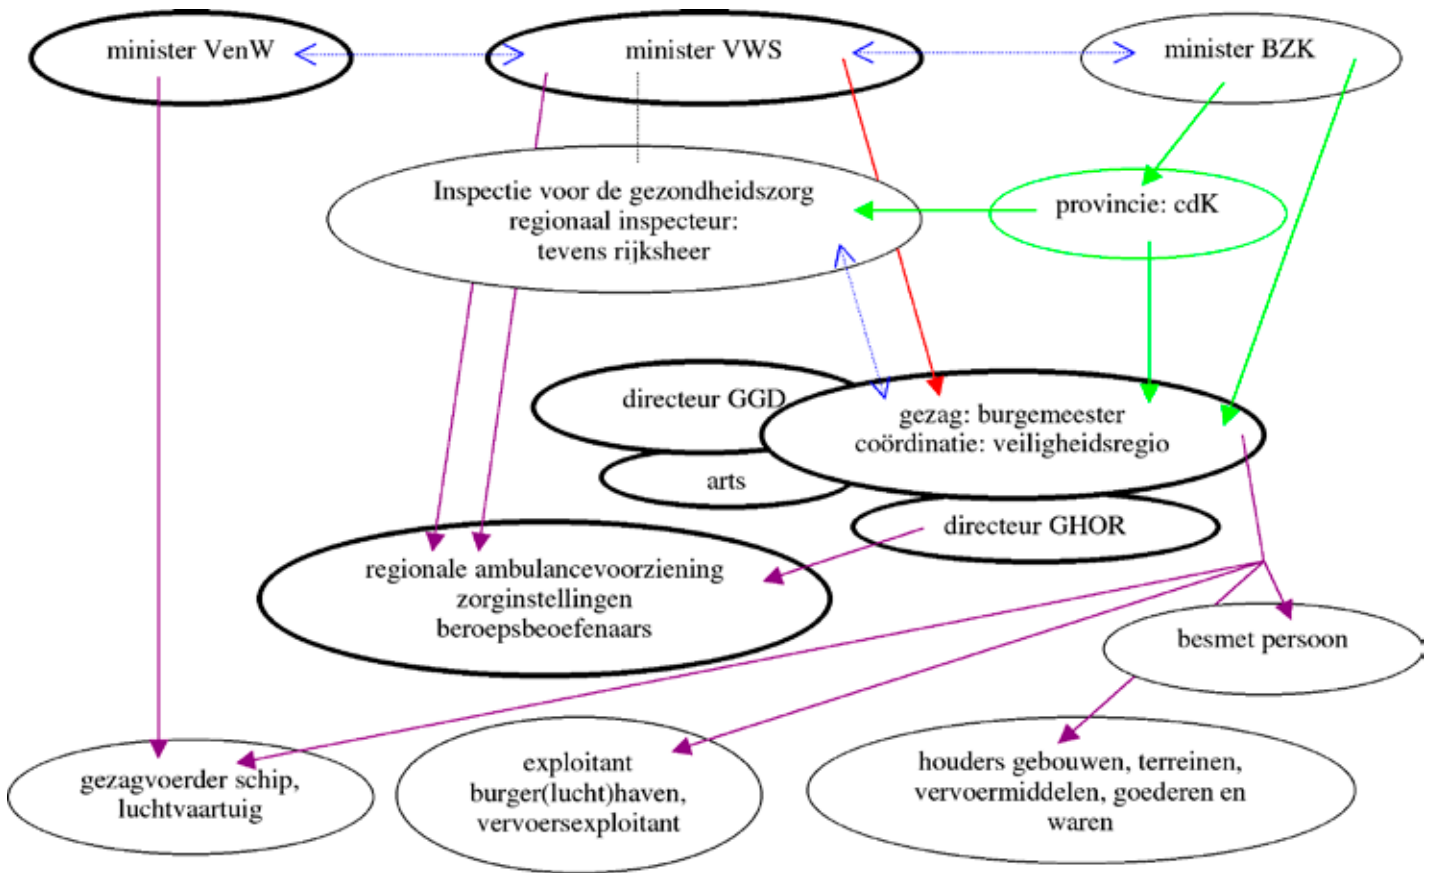 minister VenW
minister VWS
minister BZK
Inspectie voor de gezondheidszorg
regionaal inspecteur:
tevens rijksheer
provincie: cdK
directeur GGD
gezag: burgemeester
coördinatie: veiligheidsregio
arts
directeur GHOR
regionale ambulancevoorziening
zorginstellingen
beroepsbeoefenaars
besmet persoon
gezagvoerder schip,
luchtvaartuig
exploitant
burger(lucht)haven,
vervoersexploitant
houders gebouwen, terreinen,
vervoermiddelen, goederen en
waren